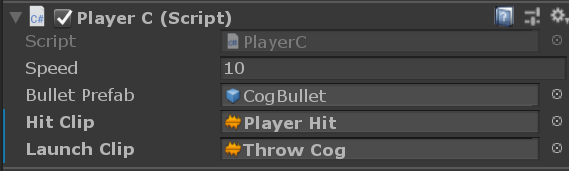 Player C (Script)
Script PlayerC
Speed 10
Bullet Prefab CogBullet
Hit Clip Player Hit
Launch Clip Throw Cog